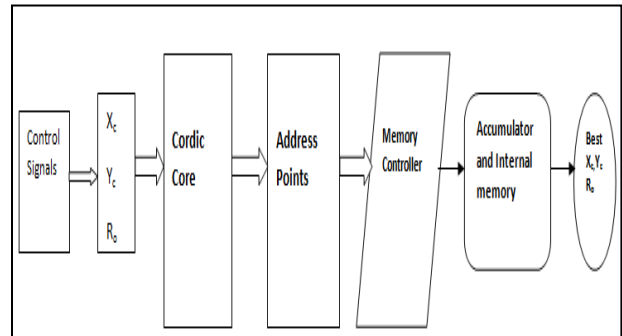 Control
Signals
Xc
Yc
Ro
Cordic
Core
Address
Points
Memory
Controller
Accumulator
and Internal
memory
Best
Xc,Yc
Ro